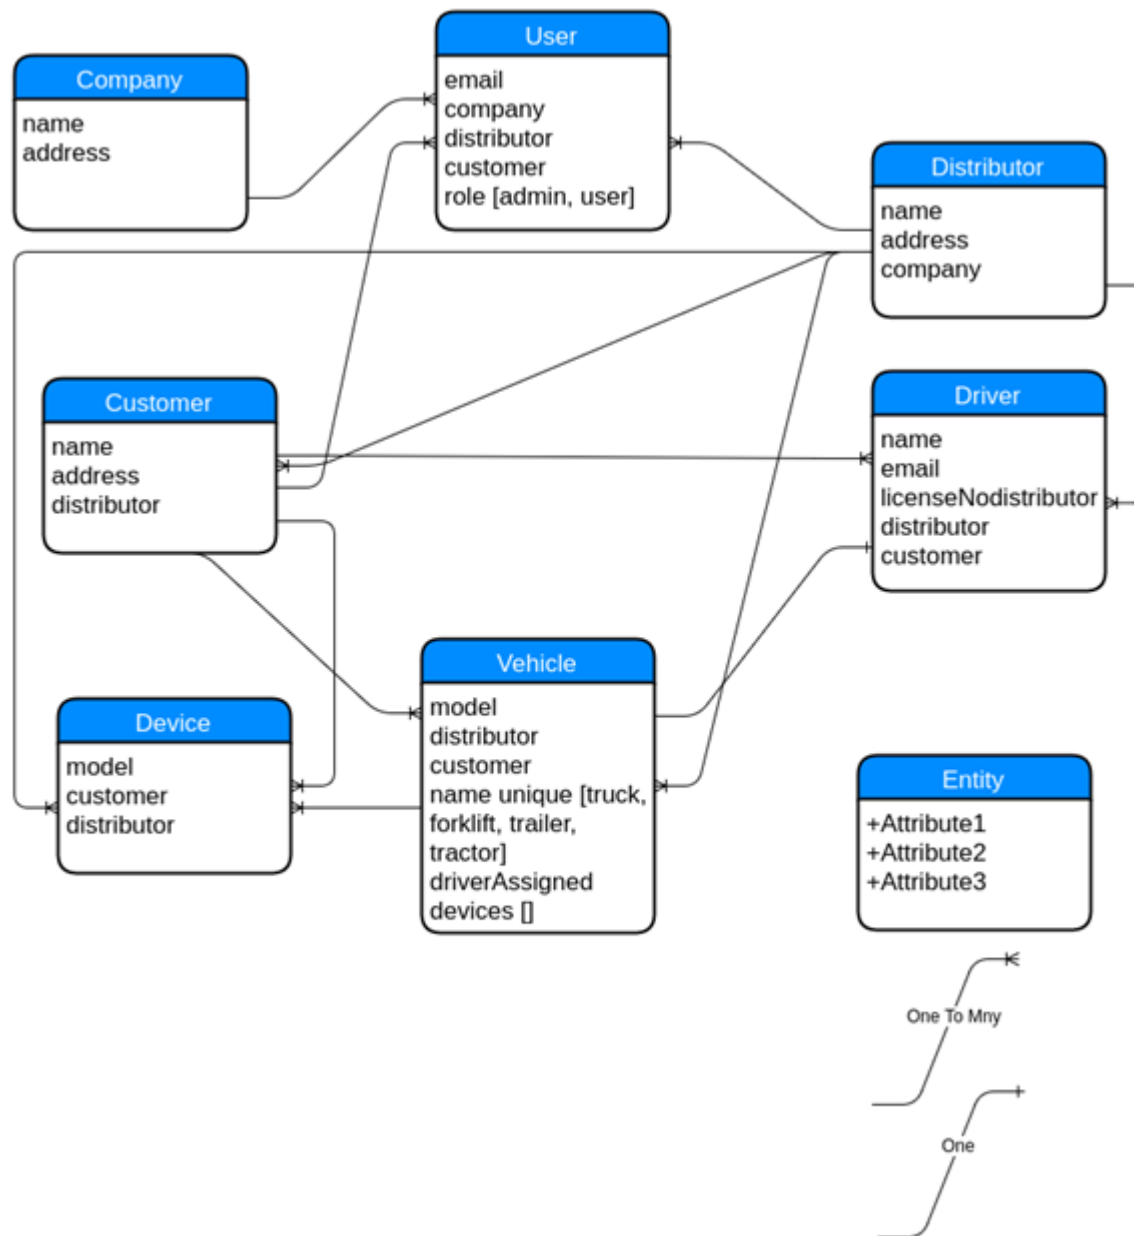 User
email
company
distributor
customer
role [admin, user]
Company
name
address
Distributor
name
address
company
Customer
name
address
distributor
Driver
name
email
licenseNodistributor
distributor
customer
Vehicle
model
distributor
customer
name unique [truck,
forklift, trailer,
tractor]
driverAssigned
devices []
Device
model
customer
distributor
Entity
+Attribute1
+Attribute2
+Attribute3
One To Mny
One